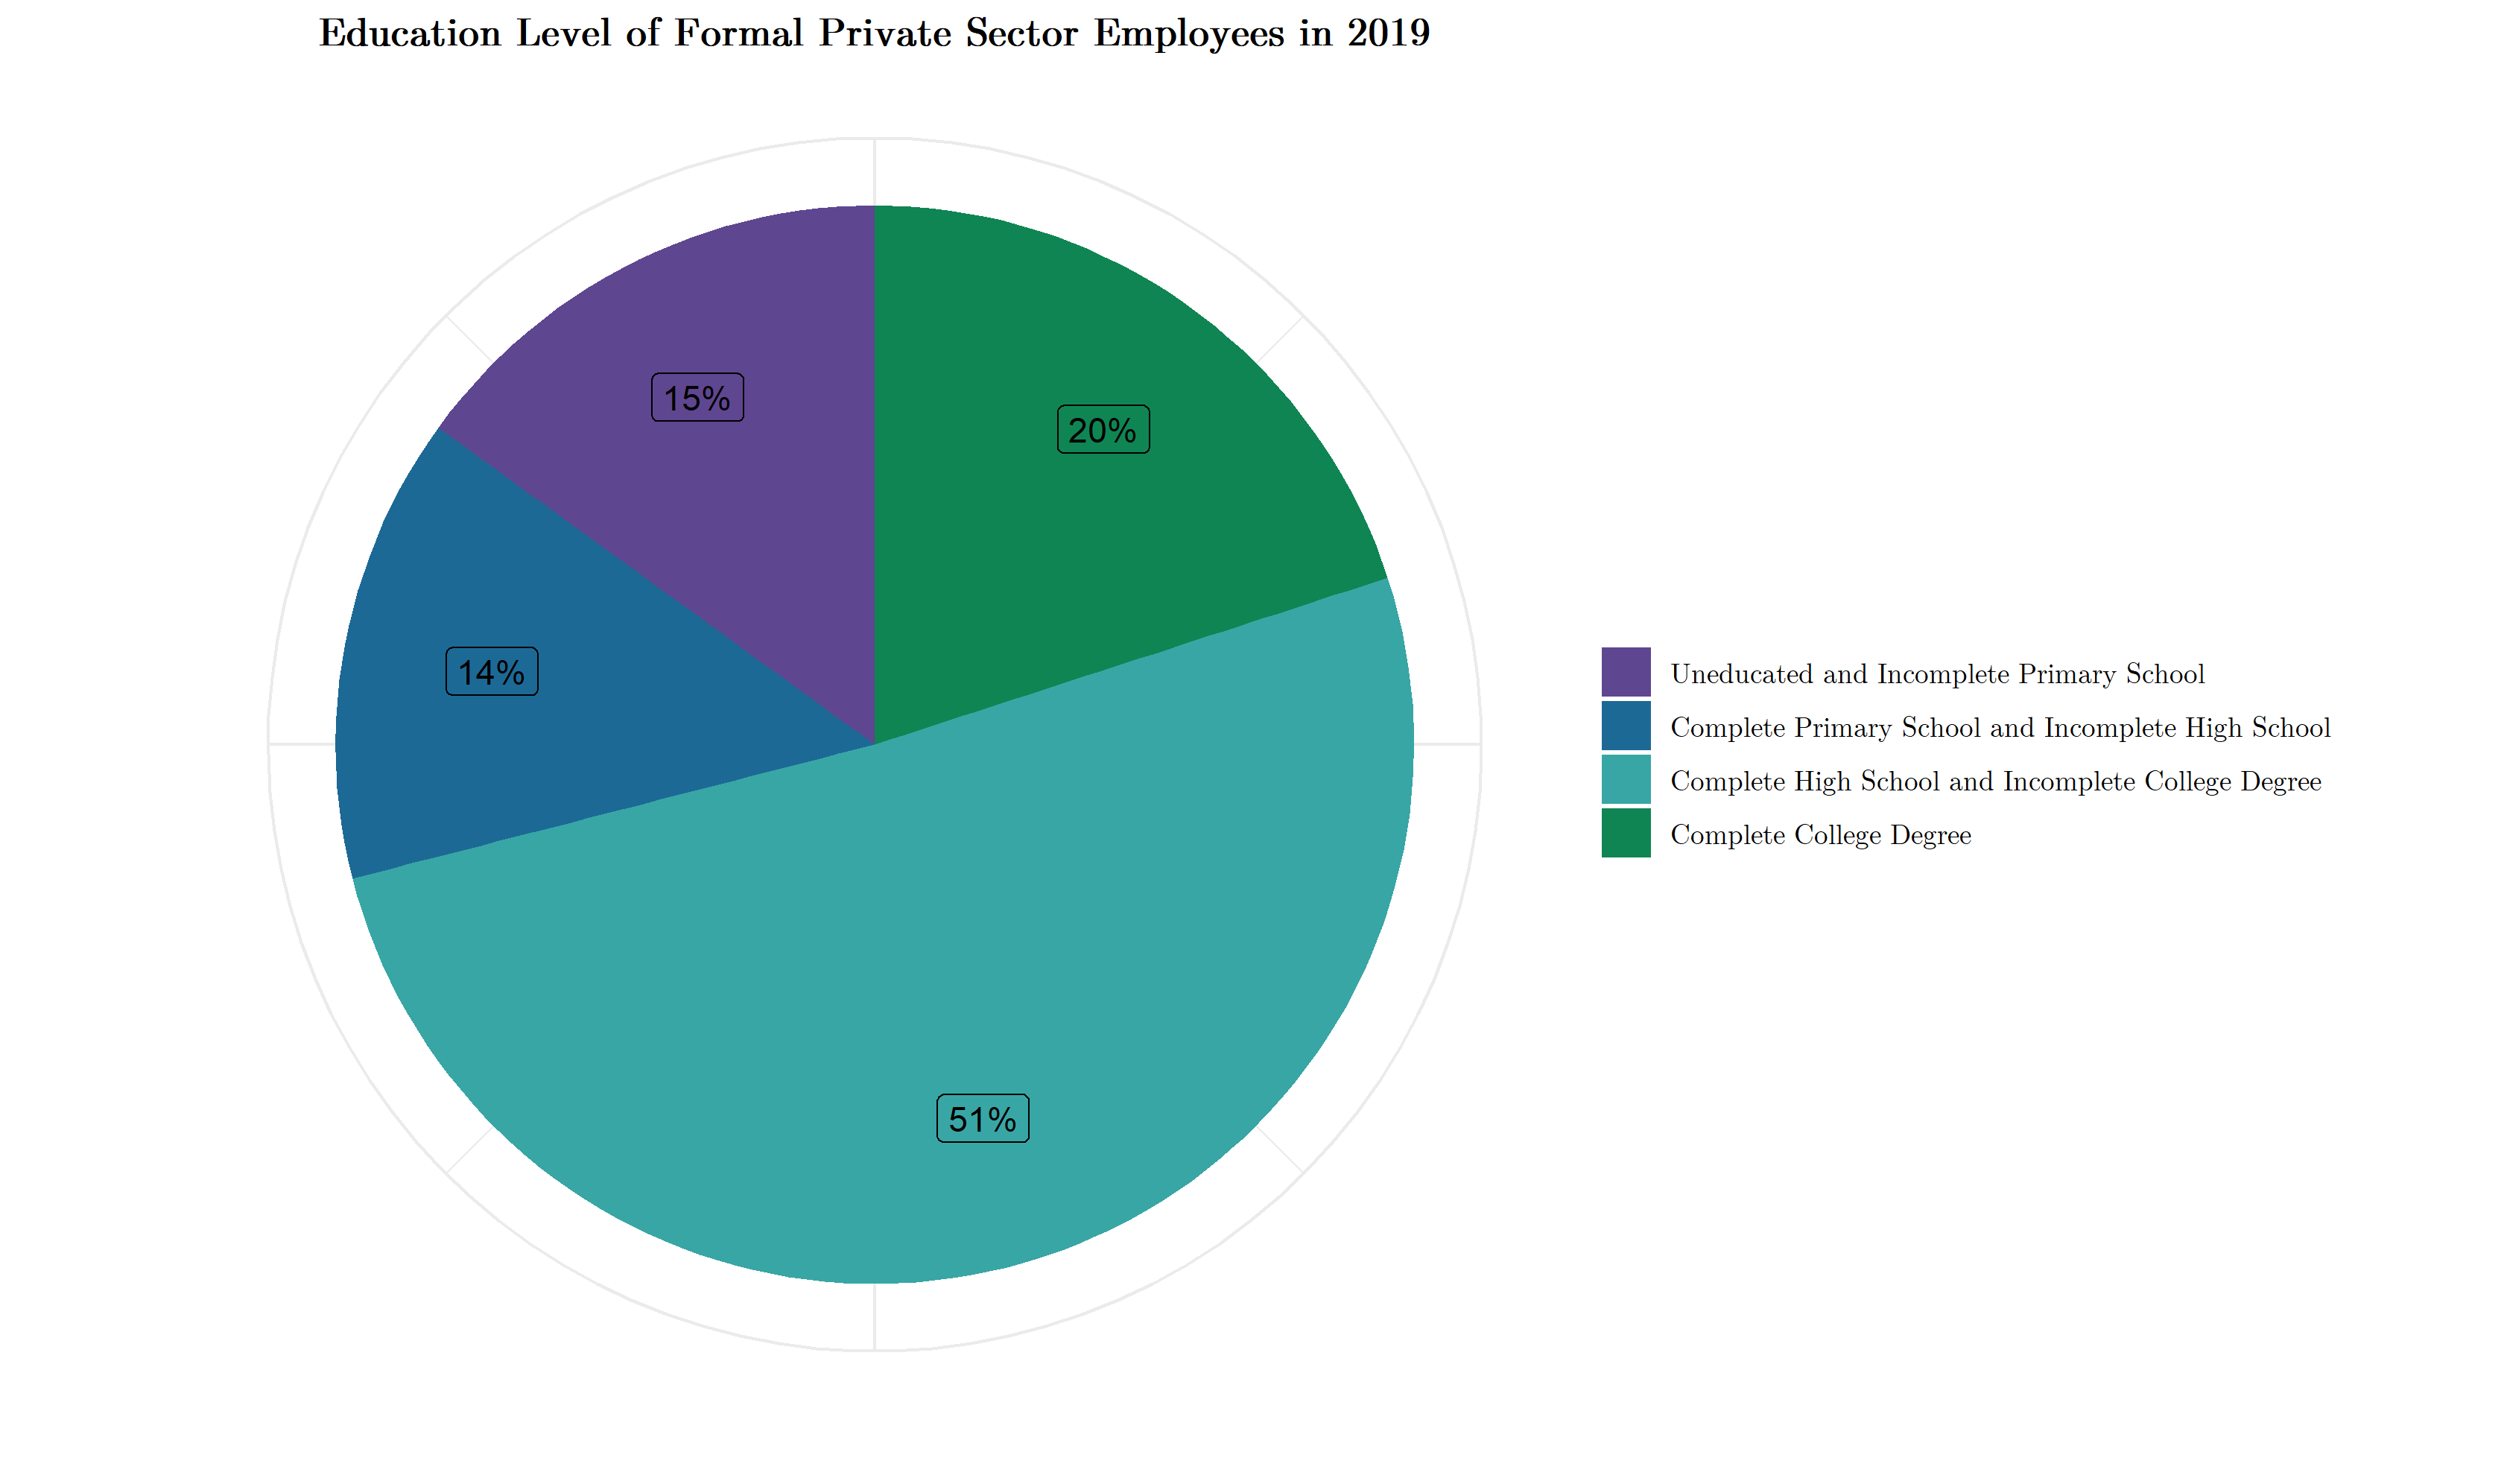 Education Level of Formal Private Sector Employees in 2019
15%
20%
14%
51%
Uneducated and Incomplete Primary School
Complete Primary School and Incomplete High School
Complete High School and Incomplete College Degree
Complete College Degree